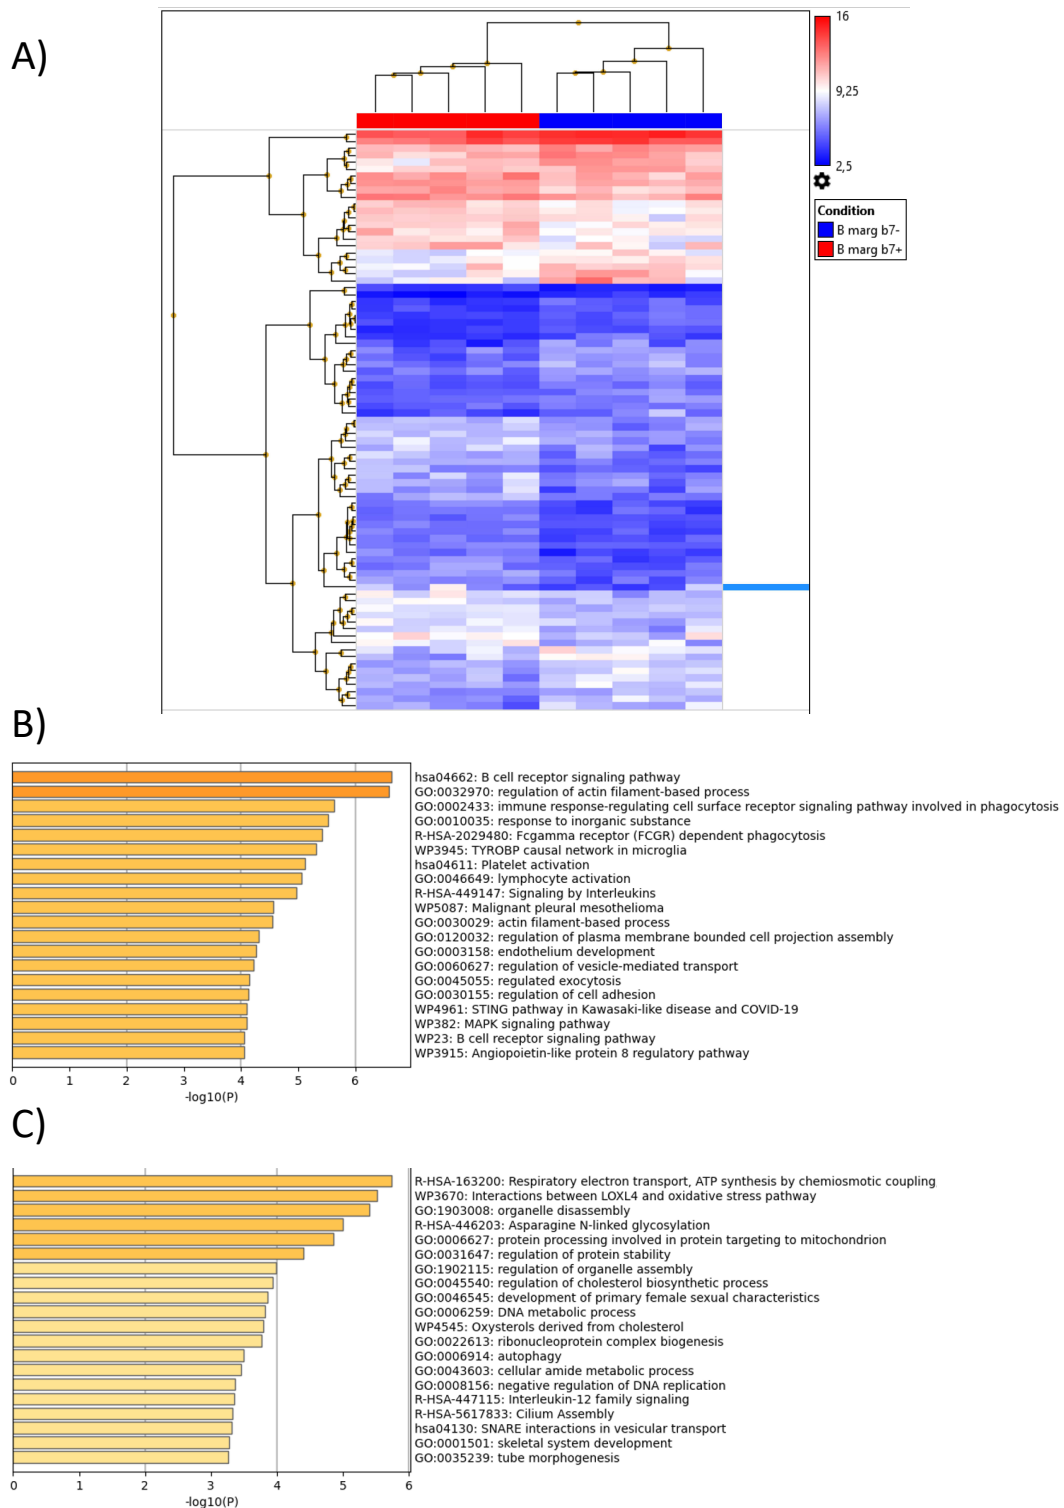 A)
16
9,25
2,5
Condition
B marg b7-
B marg b7+
B)
hsa04662: B cell receptor signaling pathway
GO:0032970: regulation of actin filament-based process
GO:0002433: immune response-regulating cell surface receptor signaling pathway involved in phagocytosis
GO:0010035: response to inorganic substance
R-HSA-2029480: Fcgamma receptor (FCGR) dependent phagocytosis
WP3945: TYROBP causal network in microglia
hsa04611: Platelet activation
GO:0046649: lymphocyte activation
R-HSA-449147: Signaling by Interleukins
WP5087: Malignant pleural mesothelioma
GO:0030029: actin filament-based process
GO:0120032: regulation of plasma membrane bounded cell projection assembly
GO:0003158: endothelium development
GO:0060627: regulation of vesicle-mediated transport
GO:0045055: regulated exocytosis
GO:0030155: regulation of cell adhesion
WP4961: STING pathway in Kawasaki-like disease and COVID-19
WP382: MAPK signaling pathway
WP23: B cell receptor signaling pathway
WP3915: Angiopoietin-like protein 8 regulatory pathway
0 1 2 3 4 5 6
-log10(P)
C)
R-HSA-163200: Respiratory electron transport, ATP synthesis by chemiosmotic coupling
WP3670: Interactions between LOXL4 and oxidative stress pathway
GO:1903008: organelle disassembly
R-HSA-446203: Asparagine N-linked glycosylation
GO:0006627: protein processing involved in protein targeting to mitochondrion
GO:0031647: regulation of protein stability
GO:1902115: regulation of organelle assembly
GO:0045540: regulation of cholesterol biosynthetic process
GO:0046545: development of primary female sexual characteristics
GO:0006259: DNA metabolic process
WP4545: Oxysterols derived from cholesterol
GO:0022613: ribonucleoprotein complex biogenesis
GO:0006914: autophagy
GO:0043603: cellular amide metabolic process
GO:0008156: negative regulation of DNA replication
R-HSA-447115: Interleukin-12 family signaling
R-HSA-5617833: Cilium Assembly
hsa04130: SNARE interactions in vesicular transport
GO:0001501: skeletal system development
GO:0035239: tube morphogenesis
0 1 2 3 4 5 6
-log10(P)